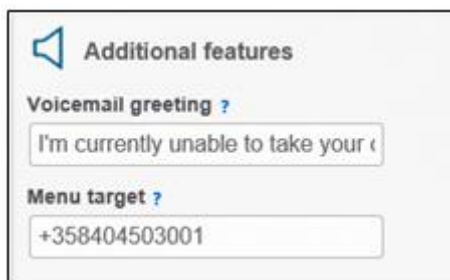 Additional features
Voicemail greeting ?
I'm currently unable to take your c
Menu target ?
+358404503001